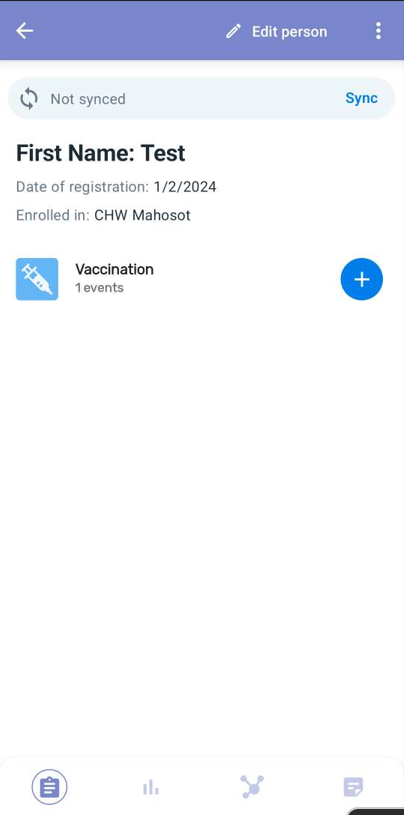 Edit person
Not synced
Sync
First Name: Test
Date of registration: 1/2/2024
Enrolled in: CHW Mahosot
Vaccination
1 events